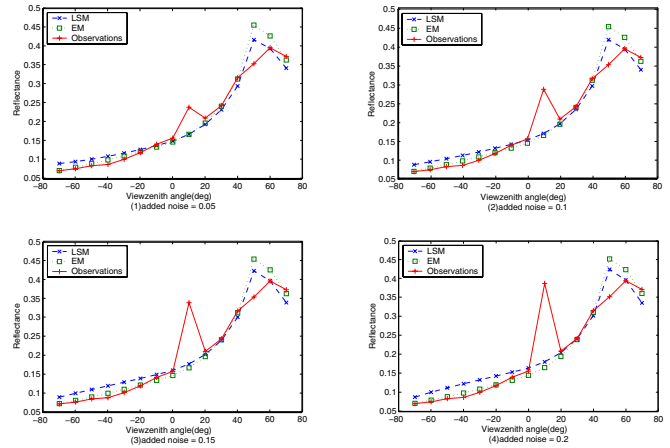 LSM
EM
Observations
Reflectance
0.5
0.45
0.4
0.35
0.3
0.25
0.2
0.15
0.1
0.05
−80 −60 −40 −20 0 20 40 60 80
Viewzenith angle(deg)
(1)added noise = 0.05
LSM
EM
Observations
Reflectance
0.5
0.45
0.4
0.35
0.3
0.25
0.2
0.15
0.1
0.05
−80 −60 −40 −20 0 20 40 60 80
Viewzenith angle(deg)
(2)added noise = 0.1
LSM
EM
Observations
Reflectance
0.5
0.45
0.4
0.35
0.3
0.25
0.2
0.15
0.1
0.05
−80 −60 −40 −20 0 20 40 60 80
Viewzenith angle(deg)
(3)added noise = 0.15
LSM
EM
Observations
Reflectance
0.5
0.45
0.4
0.35
0.3
0.25
0.2
0.15
0.1
0.05
−80 −60 −40 −20 0 20 40 60 80
Viewzenith angle(deg)
(4)added noise = 0.2